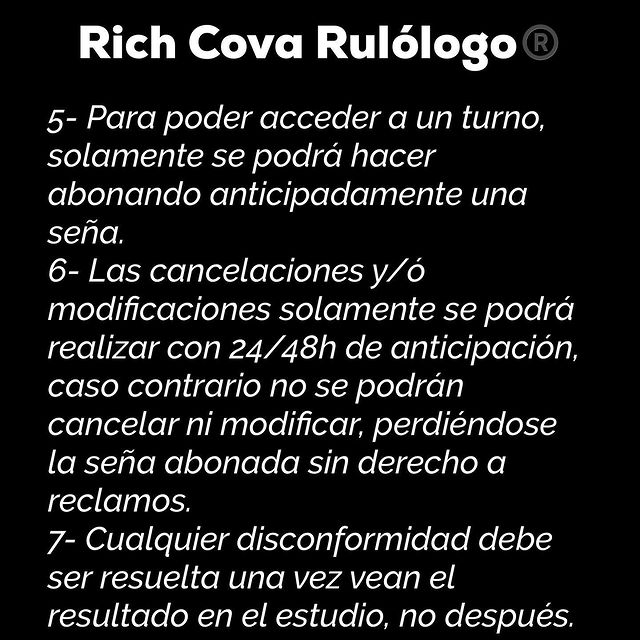 Rich Cova Rulólogo®
5- Para poder acceder a un turno,
solamente se podrá hacer
abonando anticipadamente una
seña.
6- Las cancelaciones y/ó
modificaciones solamente se podrá
realizar con 24/48h de anticipación,
caso contrario no se podrán
cancelar ni modificar, perdiéndose
la seña abonada sin derecho a
reclamos.
7- Cualquier disconformidad debe
ser resuelta una vez vean el
resultado en el estudio, no después.